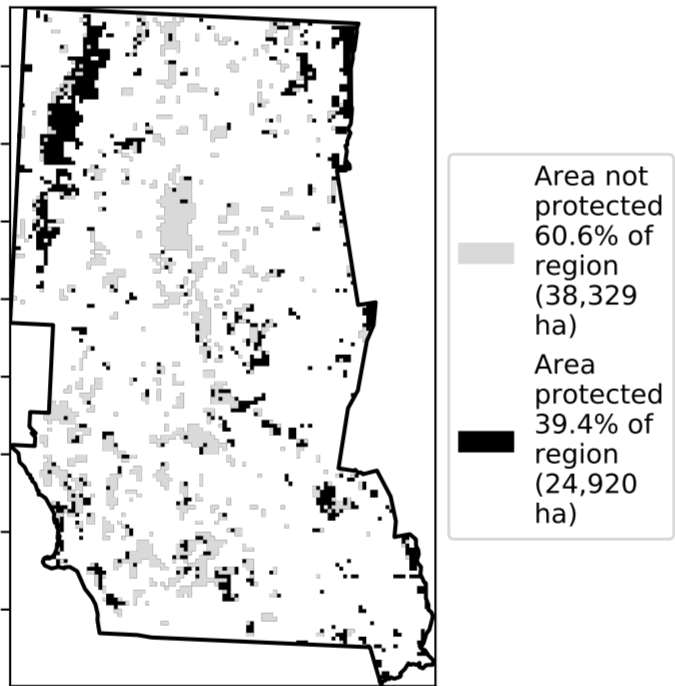 Area not
protected
60.6% of
region
(38,329
ha)
Area
protected
39.4% of
region
(24,920
ha)